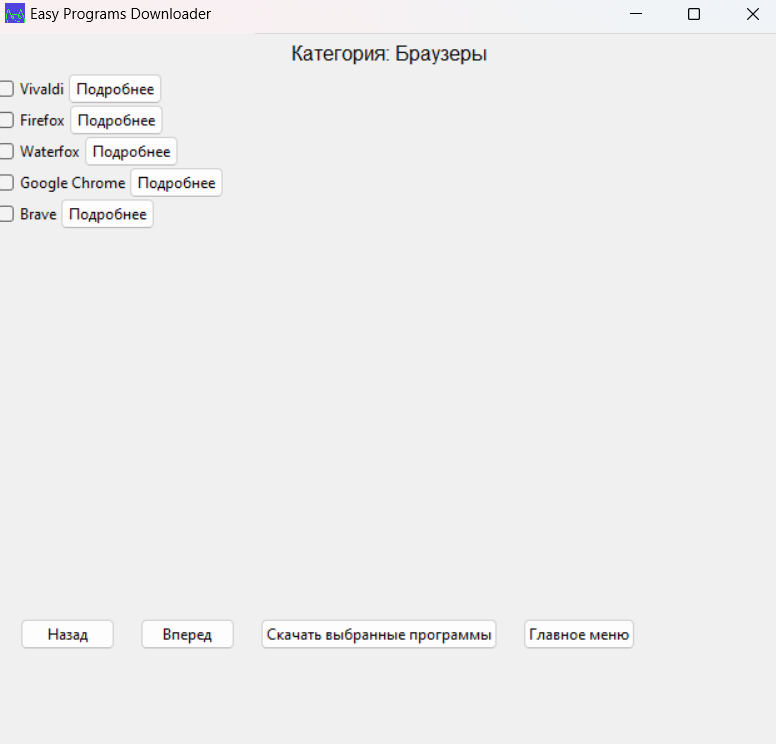 Easy Programs Downloader
Категория: Браузеры
Vivaldi Подробнее
Firefox Подробнее
Waterfox Подробнее
Google Chrome Подробнее
Brave Подробнее
Назад Вперед Скачать выбранные программы Главное меню